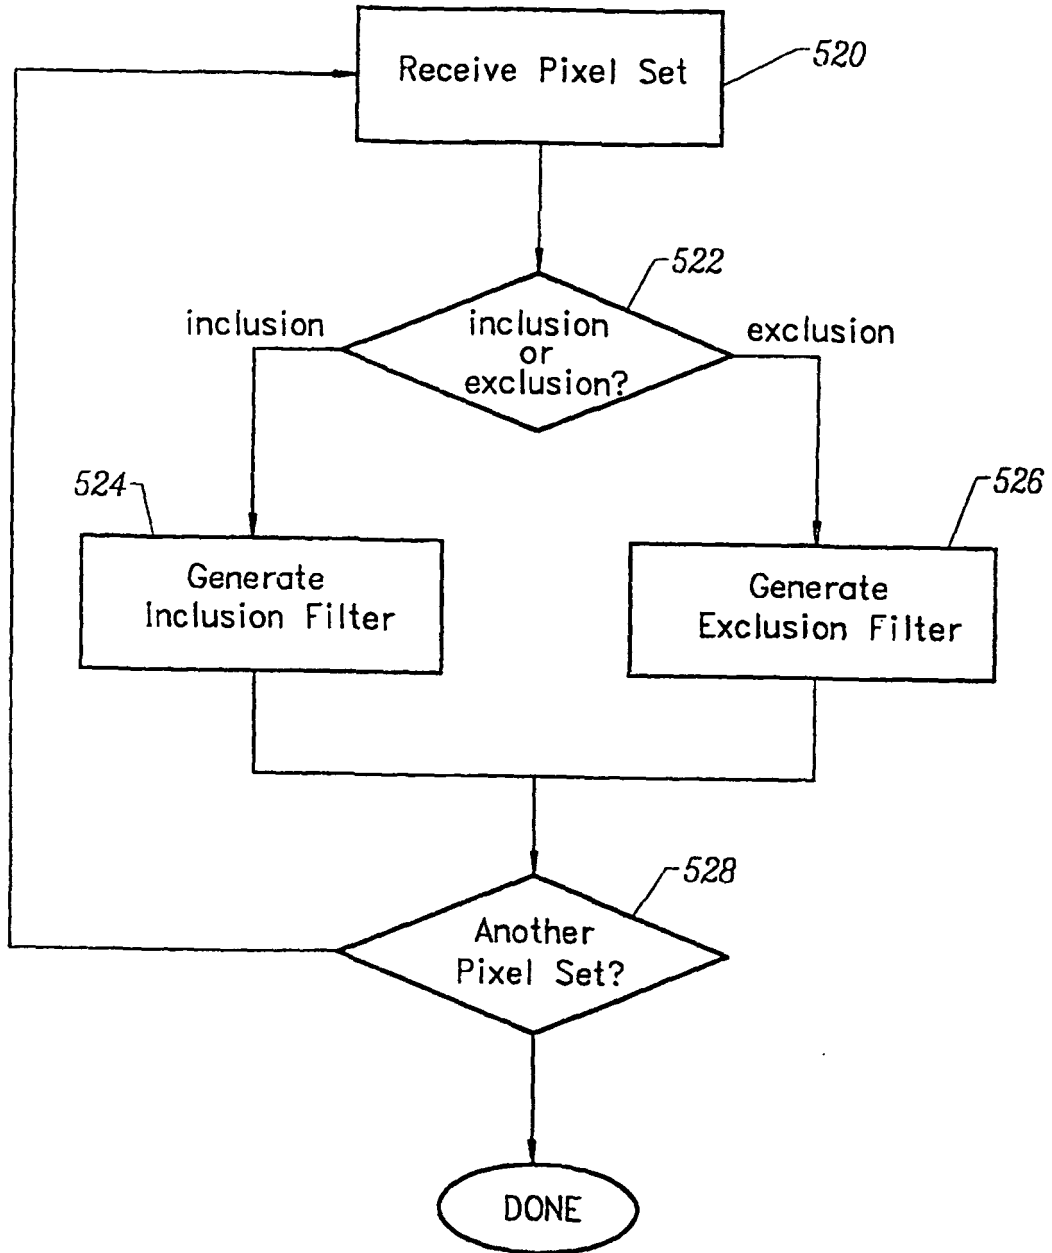 Receive Pixel Set
520
522
inclusion
inclusion
or
exclusion?
exclusion
524
526
Generate
Inclusion Filter
Generate
Exclusion Filter
528
Another
Pixel Set?
DONE